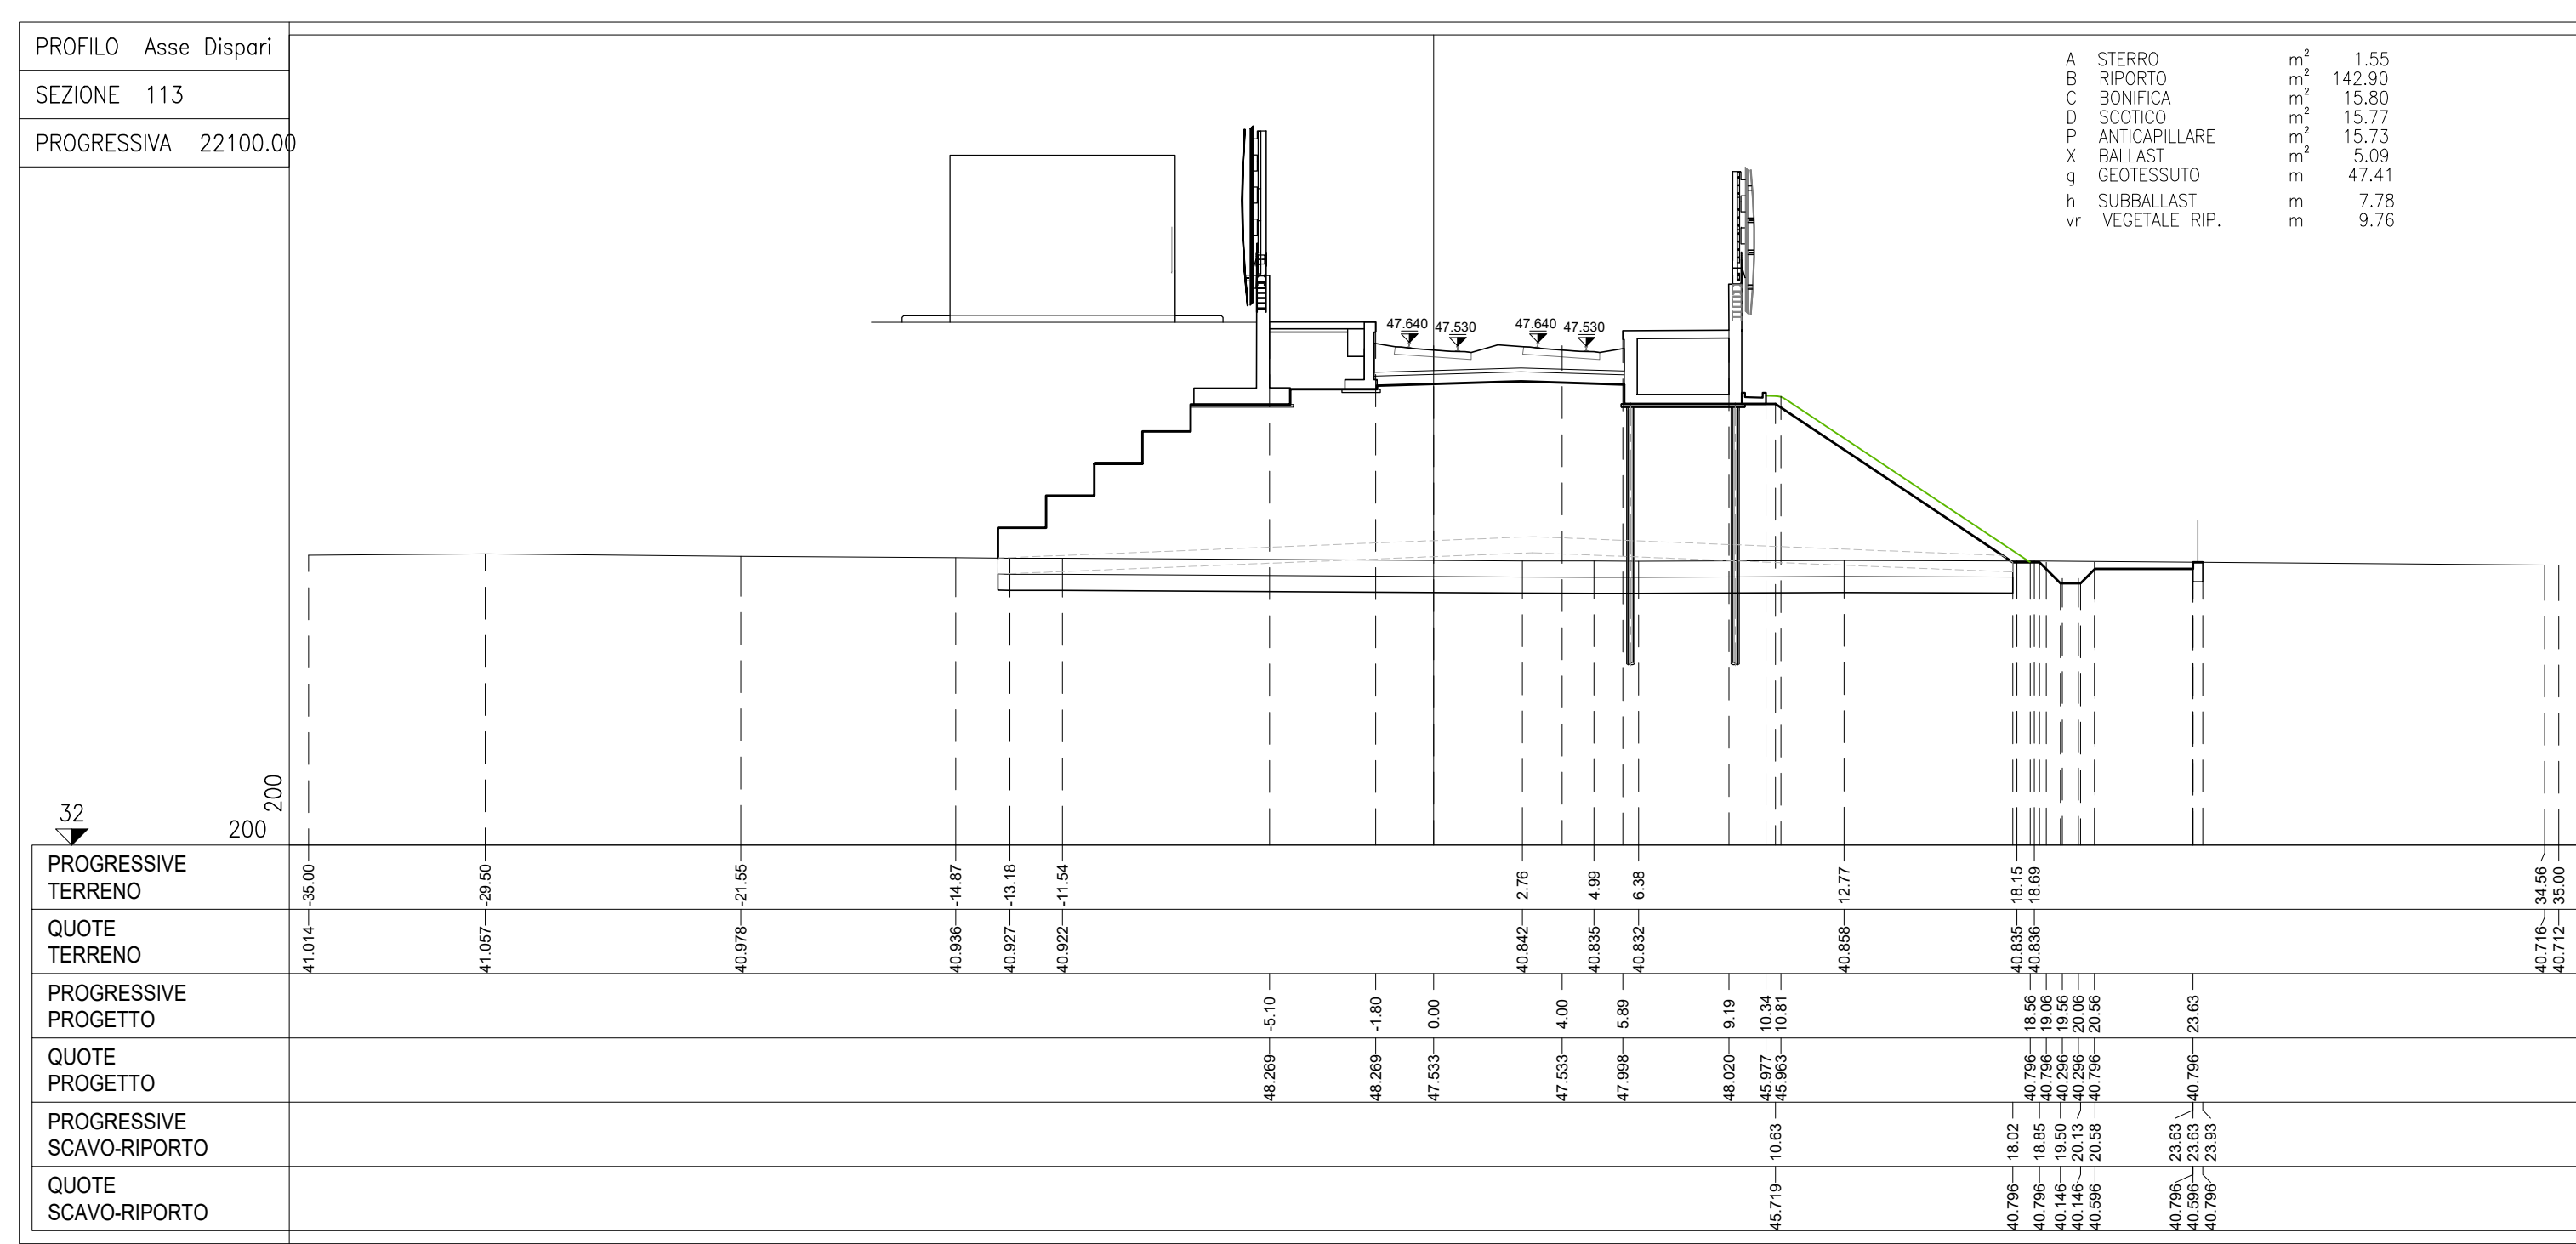 PROFILO Asse Dispari
SEZIONE 113
PROGRESSIVA 22100.00
A STERRO m² 1.55
B RIPORTO m² 142.90
C BONIFICA m² 15.80
D SCOTICO m² 15.77
P ANTICAPILLARE m² 15.73
X BALLAST m² 5.09
g GEOTESSUTO m 47.41
h SUBBALLAST m 7.78
vr VEGETALE RIP. m 9.76
47.640 47.530 47.640 47.530
200
32
200
PROGRESSIVE
TERRENO
-35.00 -29.50 -21.55 -14.87 -13.18 -11.54 2.76 4.99 6.38 12.77 18.15 18.69 34.56 35.00
QUOTE
TERRENO
41.014 41.057 40.978 40.936 40.927 40.922 40.842 40.835 40.832 40.858 40.835 40.836 40.716 40.712
PROGRESSIVE
PROGETTO
-5.10 -1.80 0.00 4.00 5.89 9.19 10.34 10.81 18.56 19.06 19.56 20.06 20.56 23.63
QUOTE
PROGETTO
48.269 48.269 47.533 47.533 47.998 48.020 45.977 45.963 40.796 40.796 40.296 40.296 40.796 40.796
PROGRESSIVE
SCAVO-RIPORTO
10.63 18.02 18.85 19.50 20.13 20.58 23.63 23.63 23.93
QUOTE
SCAVO-RIPORTO
45.719 40.796 40.796 40.146 40.146 40.596 40.796 40.596 40.796